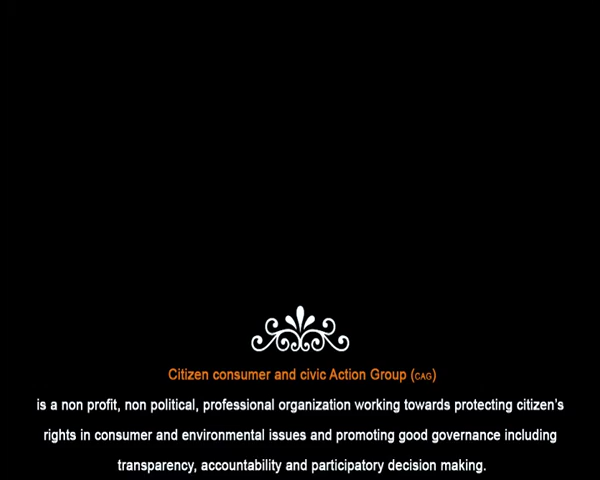 Citizen consumer and civic Action Group (CAG)
is a non profit, non political, professional organization working towards protecting citizen's
rights in consumer and environmental issues and promoting good governance including
transparency, accountability and participatory decision making.